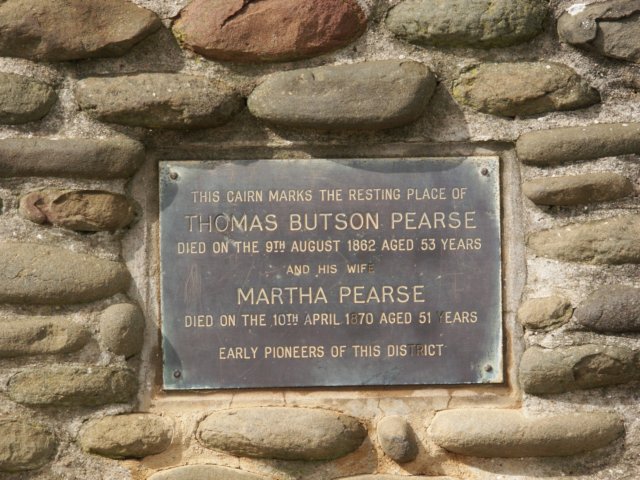 THIS CAIRN MARKS THE RESTING PLACE OF
THOMAS BUTSON PEARSE
DIED ON THE 9TH AUGUST 1862 AGED 53 YEARS
AND HIS WIFE
MARTHA PEARSE
DIED ON THE 10TH APRIL 1870 AGED 51 YEARS
EARLY PIONEERS OF THIS DISTRICT